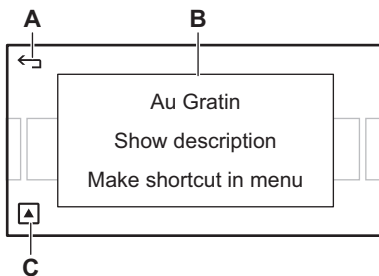 A B
Au Gratin
Show description
Make shortcut in menu
C